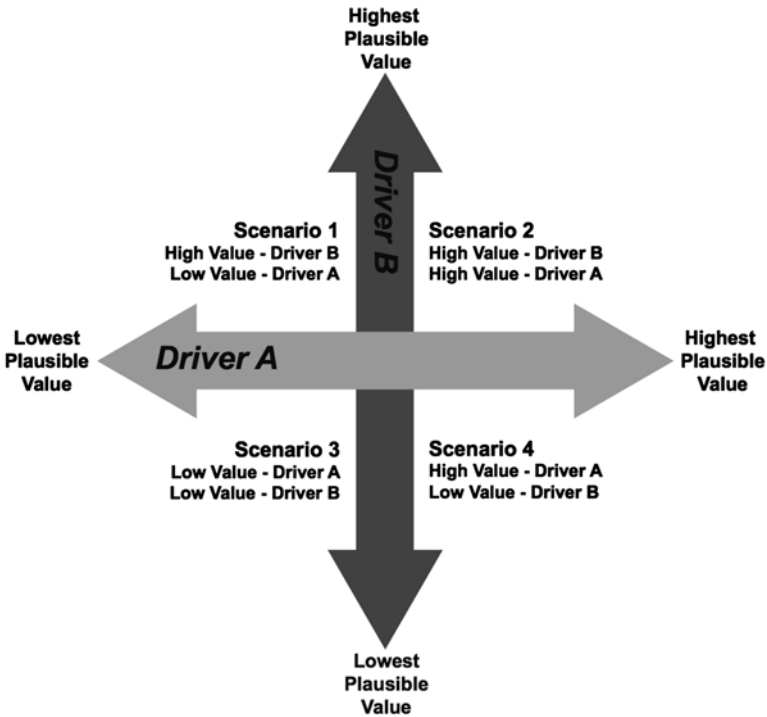 Highest
Plausible
Value
Driver B
Scenario 1
High Value - Driver B
Low Value - Driver A
Scenario 2
High Value - Driver B
High Value - Driver A
Lowest
Plausible
Value
Driver A
Highest
Plausible
Value
Scenario 3
Low Value - Driver A
Low Value - Driver B
Scenario 4
High Value - Driver A
Low Value - Driver B
Lowest
Plausible
Value